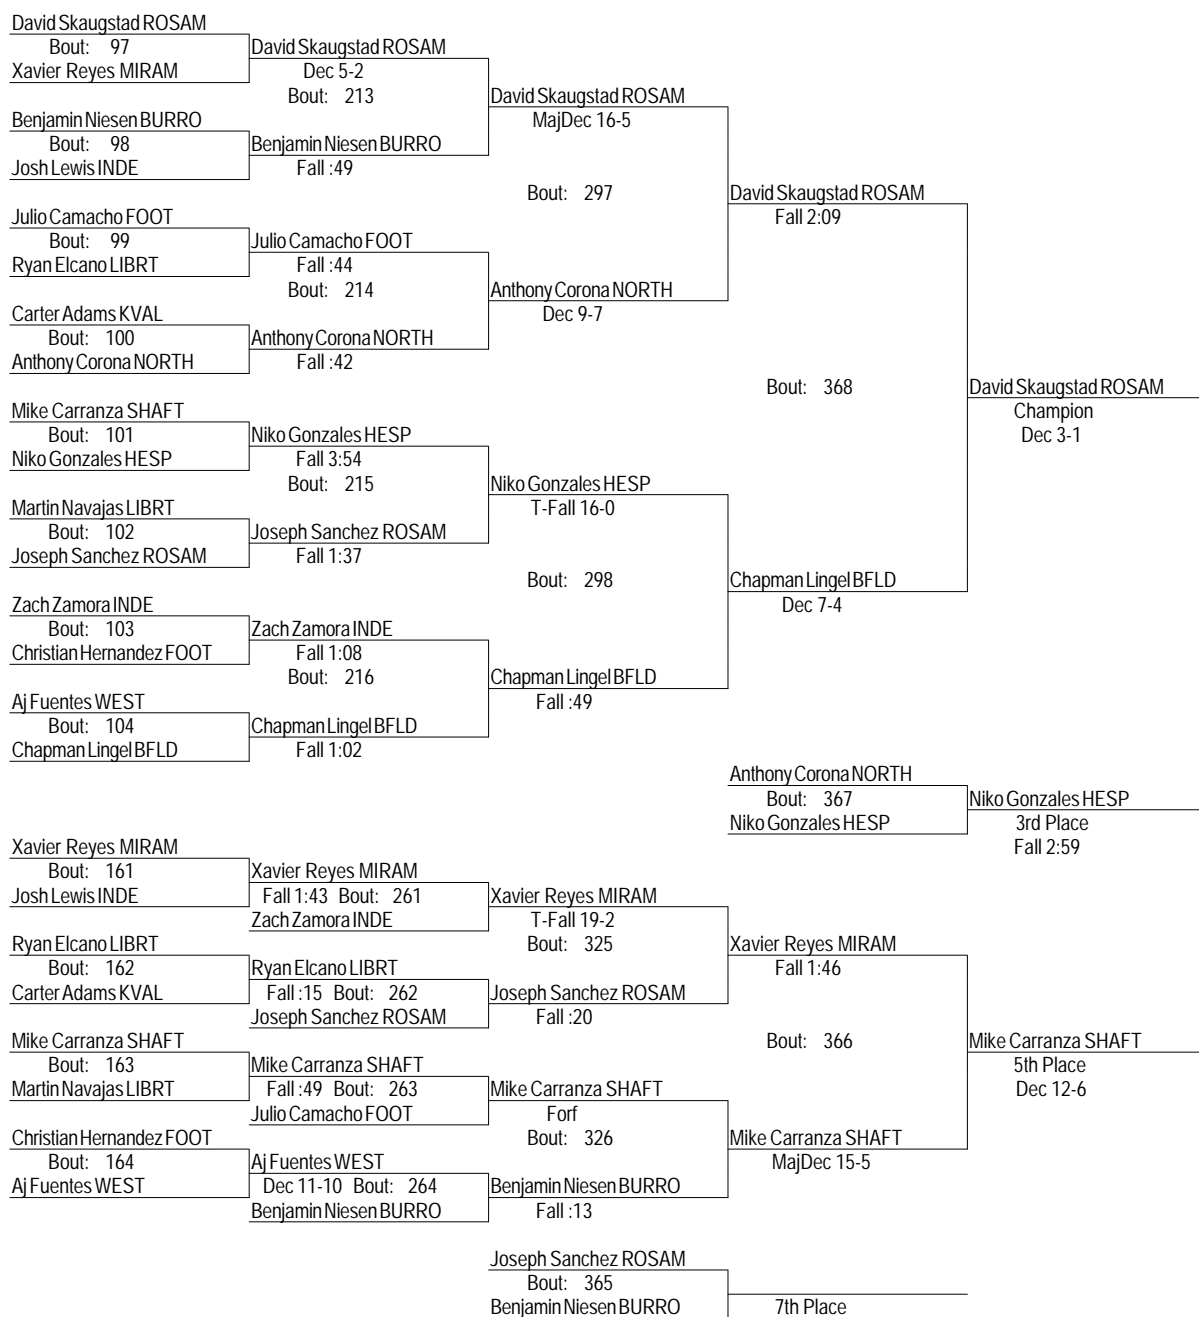 David Skaugstad ROSAM
Bout: 97
David Skaugstad ROSAM
Xavier Reyes MIRAM
Dec 5-2
Bout: 213
David Skaugstad ROSAM
Benjamin Niesen BURRO
MajDec 16-5
Bout: 98
Benjamin Niesen BURRO
Josh Lewis INDE
Fall :49
Bout: 297
David Skaugstad ROSAM
Julio Camacho FOOT
Fall 2:09
Bout: 99
Julio Camacho FOOT
Ryan Elcano LIBRT
Fall :44
Bout: 214
Anthony Corona NORTH
Carter Adams KVAL
Dec 9-7
Bout: 100
Anthony Corona NORTH
Anthony Corona NORTH
Fall :42
Bout: 368
David Skaugstad ROSAM
Mike Carranza SHAFT
Champion
Bout: 101
Niko Gonzales HESP
Dec 3-1
Niko Gonzales HESP
Fall 3:54
Bout: 215
Niko Gonzales HESP
Martin Navajas LIBRT
T-Fall 16-0
Bout: 102
Joseph Sanchez ROSAM
Joseph Sanchez ROSAM
Fall 1:37
Bout: 298
Chapman Lingel BFLD
Zach Zamora INDE
Dec 7-4
Bout: 103
Zach Zamora INDE
Christian Hernandez FOOT
Fall 1:08
Bout: 216
Chapman Lingel BFLD
Aj Fuentes WEST
Fall :49
Bout: 104
Chapman Lingel BFLD
Chapman Lingel BFLD
Fall 1:02
Anthony Corona NORTH
Bout: 367
Niko Gonzales HESP
Niko Gonzales HESP
3rd Place
Fall 2:59
Xavier Reyes MIRAM
Bout: 161
Xavier Reyes MIRAM
Josh Lewis INDE
Fall 1:43 Bout: 261
Xavier Reyes MIRAM
Zach Zamora INDE
T-Fall 19-2
Ryan Elcano LIBRT
Bout: 325
Xavier Reyes MIRAM
Bout: 162
Ryan Elcano LIBRT
Fall 1:46
Carter Adams KVAL
Fall :15 Bout: 262
Joseph Sanchez ROSAM
Joseph Sanchez ROSAM
Fall :20
Mike Carranza SHAFT
Bout: 366
Mike Carranza SHAFT
Bout: 163
Mike Carranza SHAFT
5th Place
Martin Navajas LIBRT
Fall :49 Bout: 263
Mike Carranza SHAFT
Dec 12-6
Julio Camacho FOOT
Forf
Christian Hernandez FOOT
Bout: 326
Mike Carranza SHAFT
Bout: 164
Aj Fuentes WEST
MajDec 15-5
Aj Fuentes WEST
Dec 11-10 Bout: 264
Benjamin Niesen BURRO
Benjamin Niesen BURRO
Fall :13
Joseph Sanchez ROSAM
Bout: 365
Benjamin Niesen BURRO
7th Place